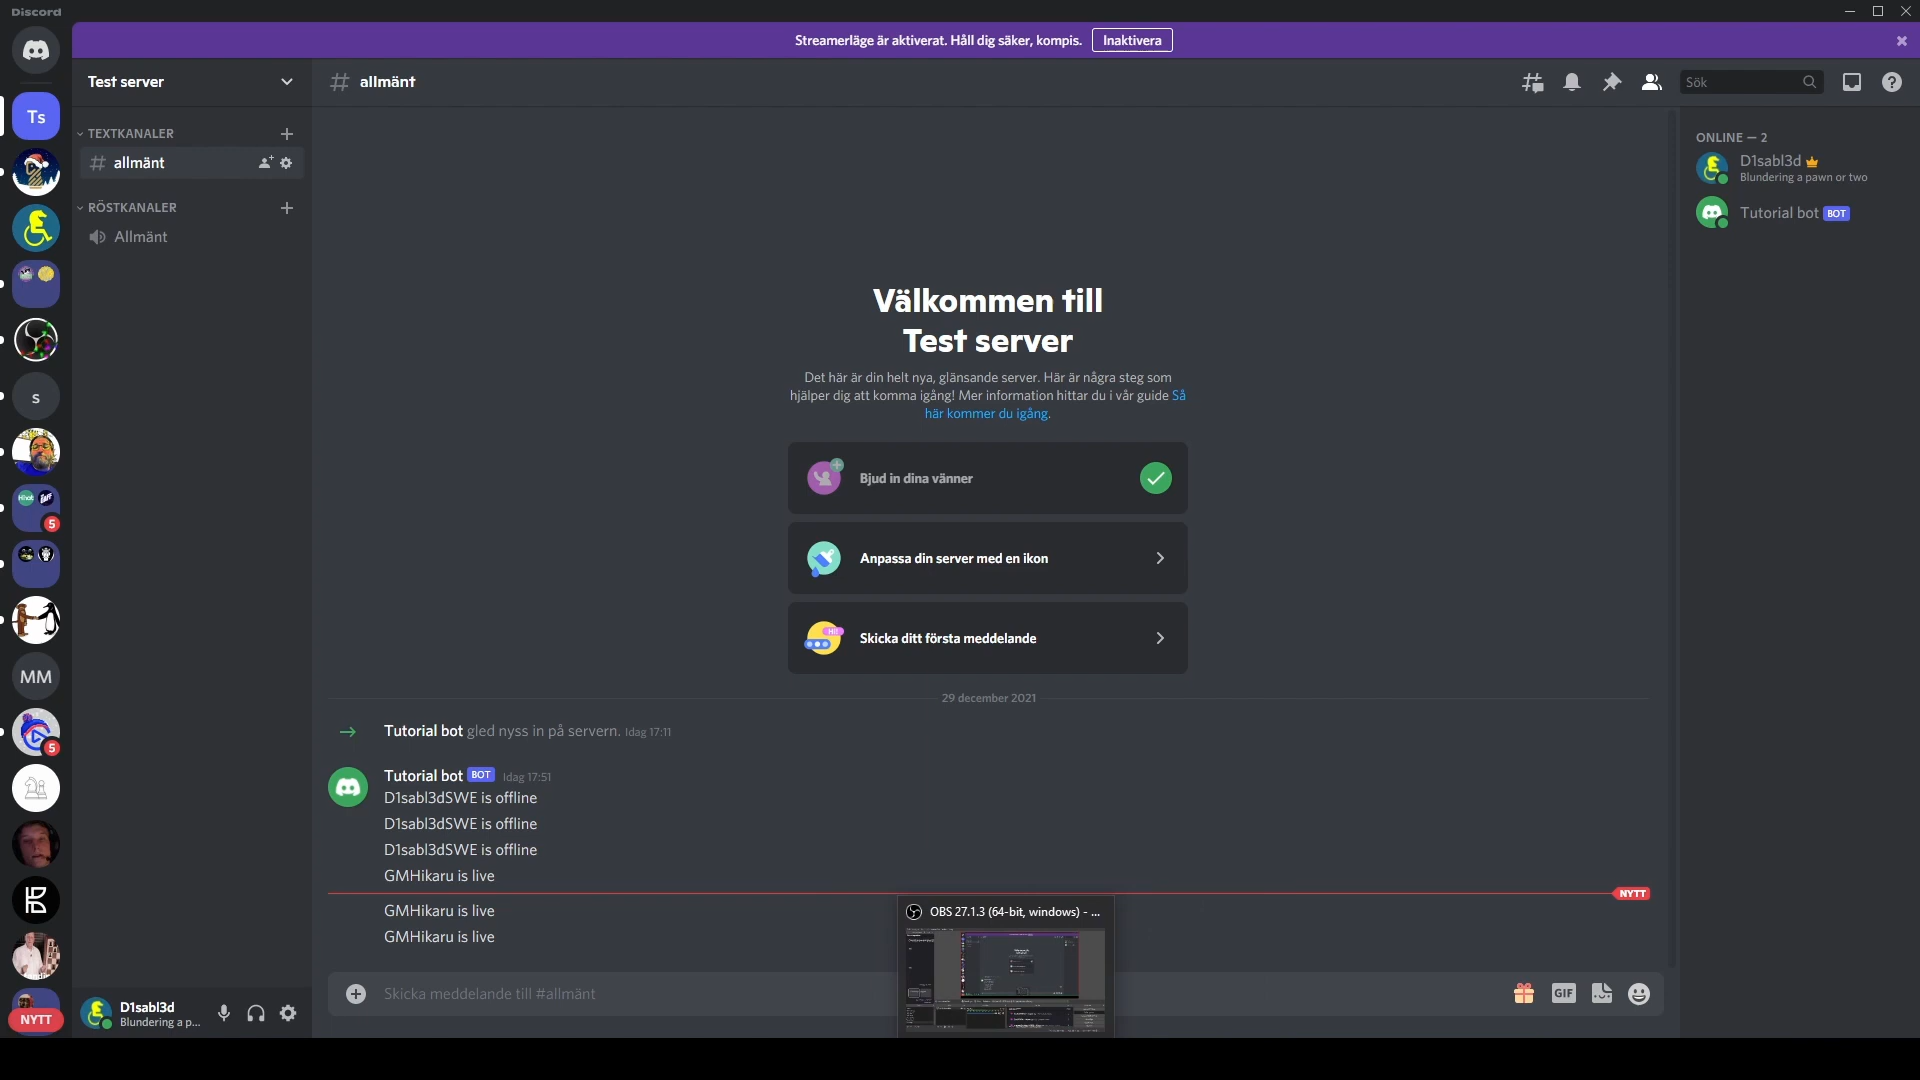 Discord
Streamerläge är aktiverat. Håll dig säker, kompis.
Inaktivera
Test server
allmänt
Sök
Ts
TEXTKANALER
allmänt
RÖSTKANALER
Allmänt
ONLINE — 2
D1sabl3d
Blundering a pawn or two
Tutorial bot BOT
Välkommen till
Test server
Det här är din helt nya, glänsande server. Här är några steg som
hjälper dig att komma igång! Mer information hittar du i vår guide Så
här kommer du igång.
s
Bjud in dina vänner
5
Anpassa din server med en ikon
Hi!
Skicka ditt första meddelande
MM
29 december 2021
Tutorial bot gled nyss in på servern. Idag 17:11
5
Tutorial bot BOT Idag 17:51
D1sabl3dSWE is offline
D1sabl3dSWE is offline
D1sabl3dSWE is offline
GMHikaru is live
NYTT
GMHikaru is live
GMHikaru is live
OBS 27.1.3 (64-bit, windows) - ...
Skicka meddelande till #allmänt
GIF
NYTT
D1sabl3d
Blundering a p...